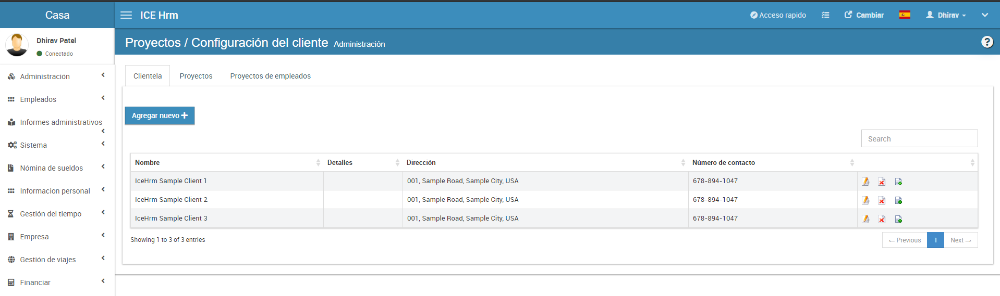 Casa
ICE Hrm
Acceso rapido
Cambiar
Dhirav
Dhirav Patel
Conectado
Proyectos / Configuración del cliente Administración
?
Administración
Empleados
Informes administrativos
Sistema
Nómina de sueldos
Informacion personal
Gestión del tiempo
Empresa
Gestión de viajes
Financiar
Clientela Proyectos Proyectos de empleados
Agregar nuevo
Search
Nombre Detalles Dirección Número de contacto
IceHrm Sample Client 1 001, Sample Road, Sample City, USA 678-894-1047
IceHrm Sample Client 2 001, Sample Road, Sample City, USA 678-894-1047
IceHrm Sample Client 3 001, Sample Road, Sample City, USA 678-894-1047
Showing 1 to 3 of 3 entries
← Previous 1 Next →